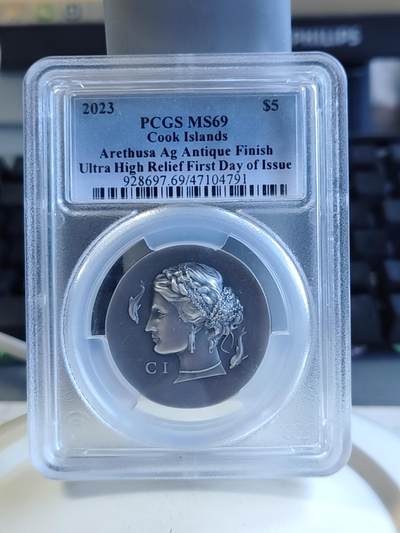 PHILIPS
2023 $5
PCGS MS69
Cook Islands
Arethusa Ag Antique Finish
Ultra High Relief First Day of Issue
928697.69/47104791
CI